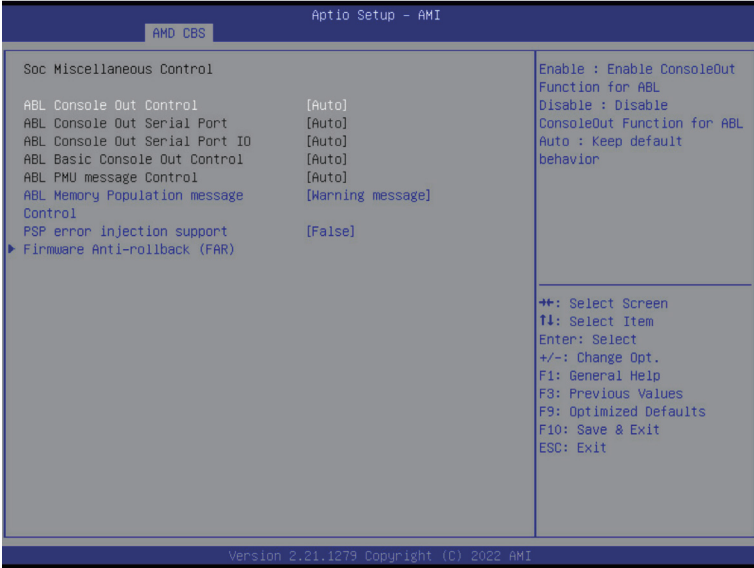 Aptio Setup – AMI
AMD CBS
Soc Miscellaneous Control
ABL Console Out Control [Auto]
ABL Console Out Serial Port [Auto]
ABL Console Out Serial Port IO [Auto]
ABL Basic Console Out Control [Auto]
ABL PMU message Control [Auto]
ABL Memory Population message [Warning message]
Control
PSP error injection support [False]
Firmware Anti-rollback (FAR)
Enable : Enable ConsoleOut
Function for ABL
Disable : Disable
ConsoleOut Function for ABL
Auto : Keep default
behavior
→←: Select Screen
↑↓: Select Item
Enter: Select
+/-: Change Opt.
F1: General Help
F3: Previous Values
F9: Optimized Defaults
F10: Save & Exit
ESC: Exit
Version 2.21.1279 Copyright (C) 2022 AMI